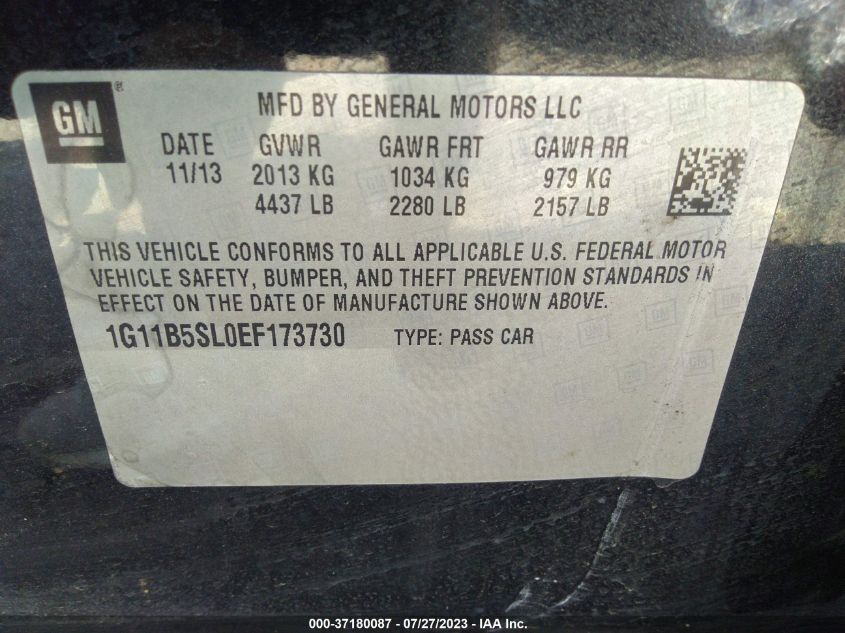 GM ®
MFD BY GENERAL MOTORS LLC
DATE GVWR GAWR FRT GAWR RR
11/13 2013 KG 1034 KG 979 KG
4437 LB 2280 LB 2157 LB
THIS VEHICLE CONFORMS TO ALL APPLICABLE U.S. FEDERAL MOTOR
VEHICLE SAFETY, BUMPER, AND THEFT PREVENTION STANDARDS IN
EFFECT ON THE DATE OF MANUFACTURE SHOWN ABOVE.
1G11B5SL0EF173730 TYPE: PASS CAR
000-37180087 - 07/27/2023 - IAA Inc.